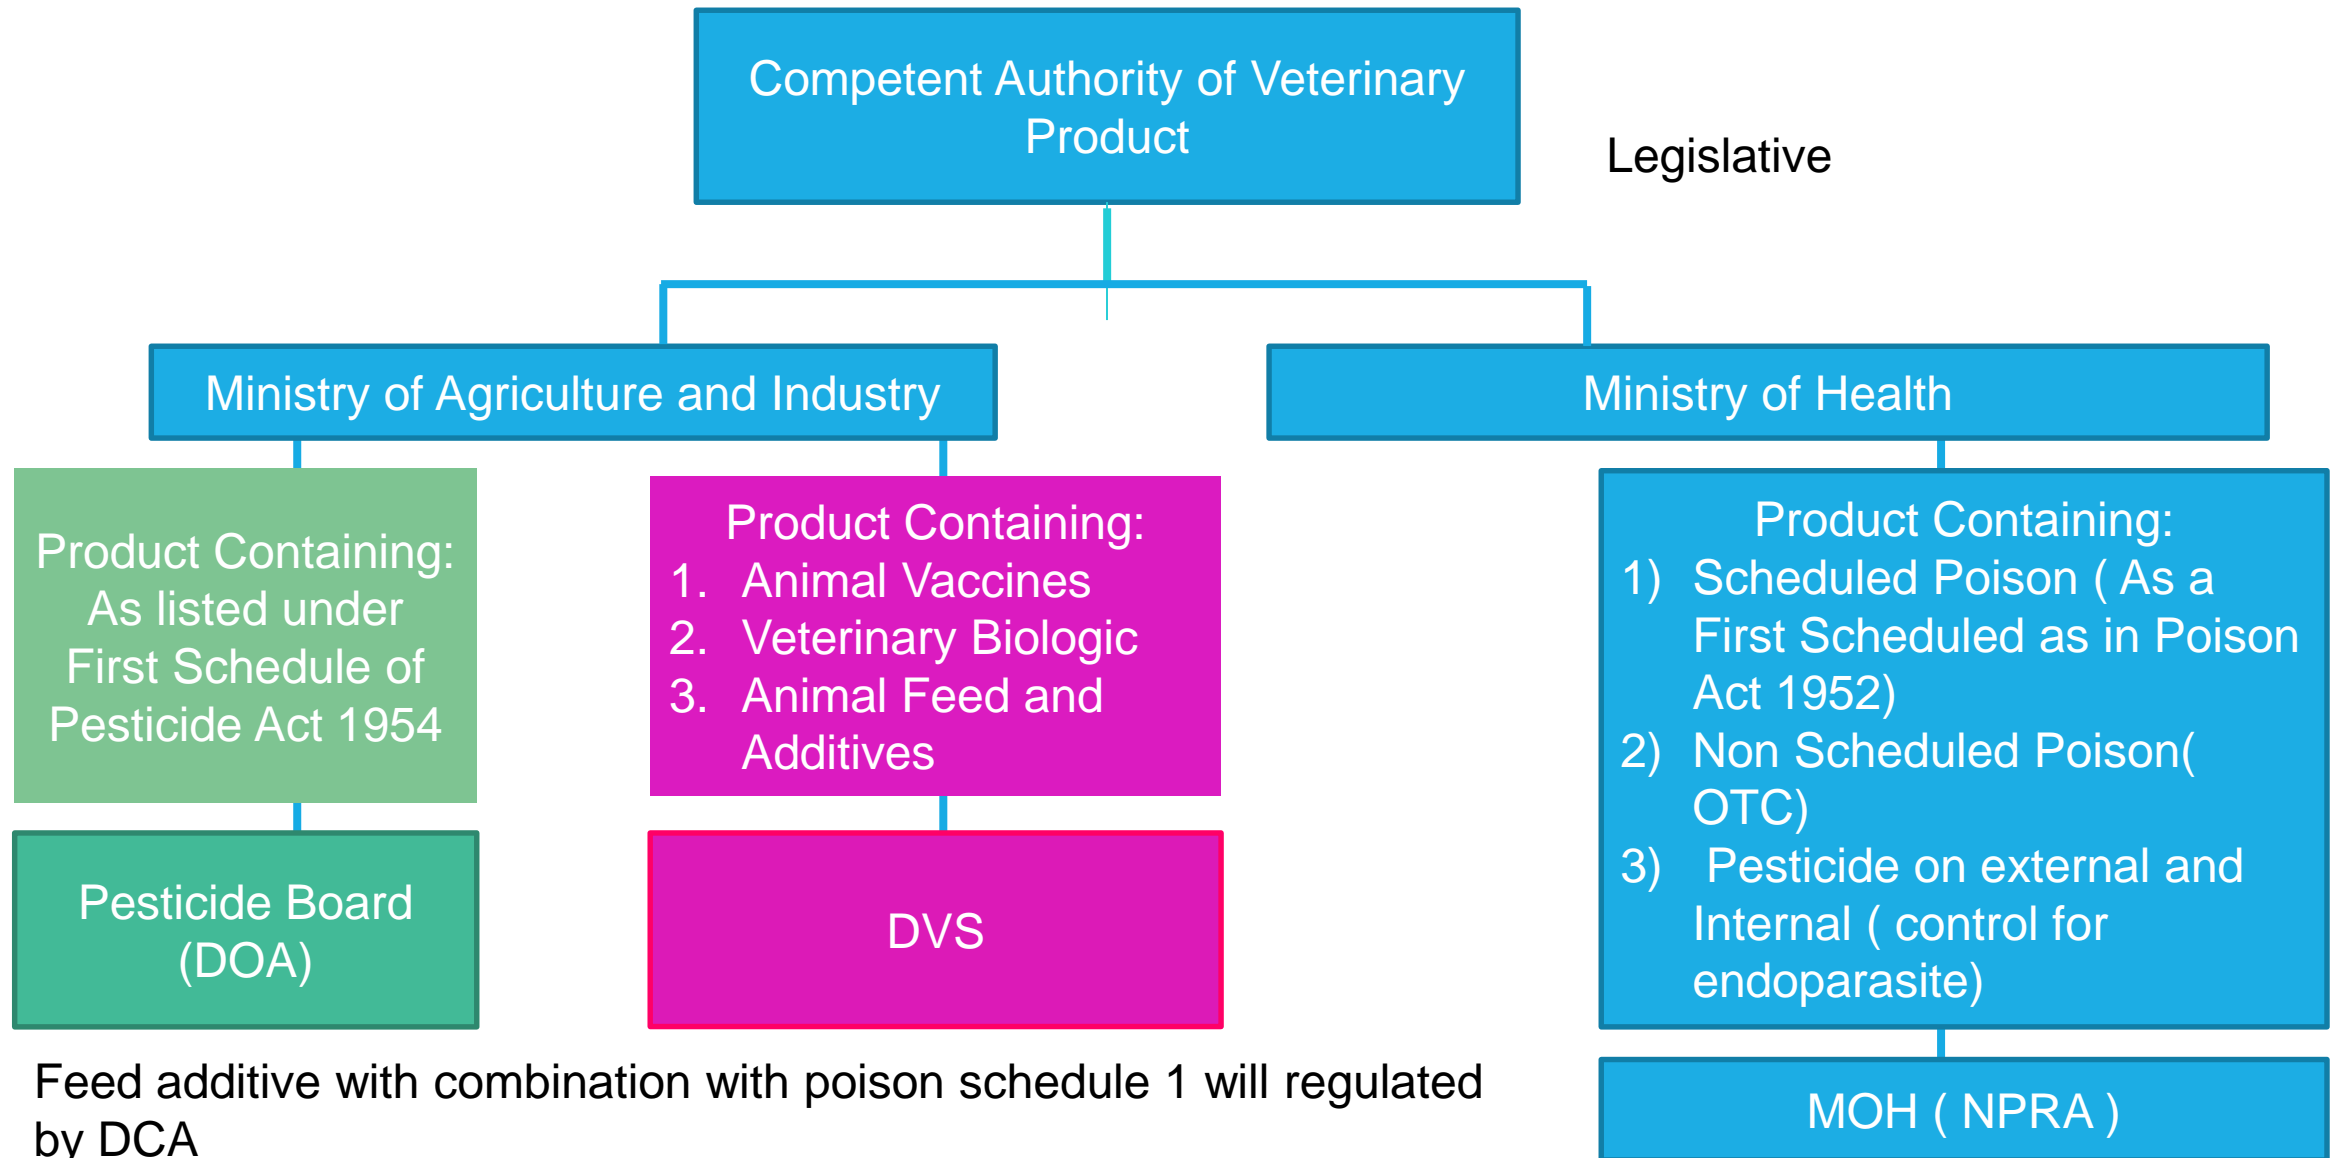 Competent Authority of Veterinary
Product
Legislative
Ministry of Agriculture and Industry
Ministry of Health
Product Containing:
As listed under
First Schedule of
Pesticide Act 1954
Product Containing:
1. Animal Vaccines
2. Veterinary Biologic
3. Animal Feed and
Additives
Product Containing:
1) Scheduled Poison ( As a
First Scheduled as in Poison
Act 1952)
2) Non Scheduled Poison(
OTC)
3) Pesticide on external and
Internal ( control for
endoparasite)
Pesticide Board
(DOA)
DVS
MOH ( NPRA )
Feed additive with combination with poison schedule 1 will regulated
by DCA